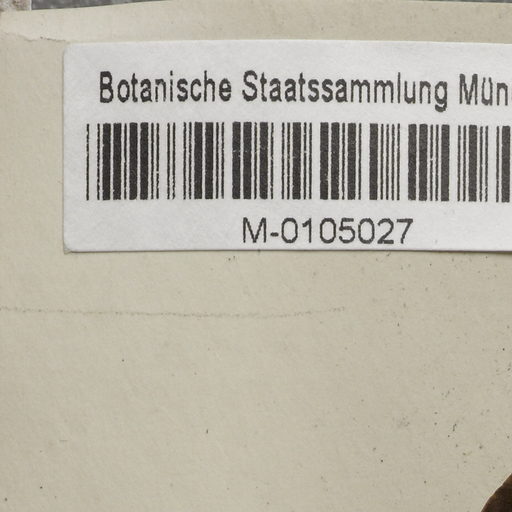 Botanische Staatssammlung Mün
M-0105027